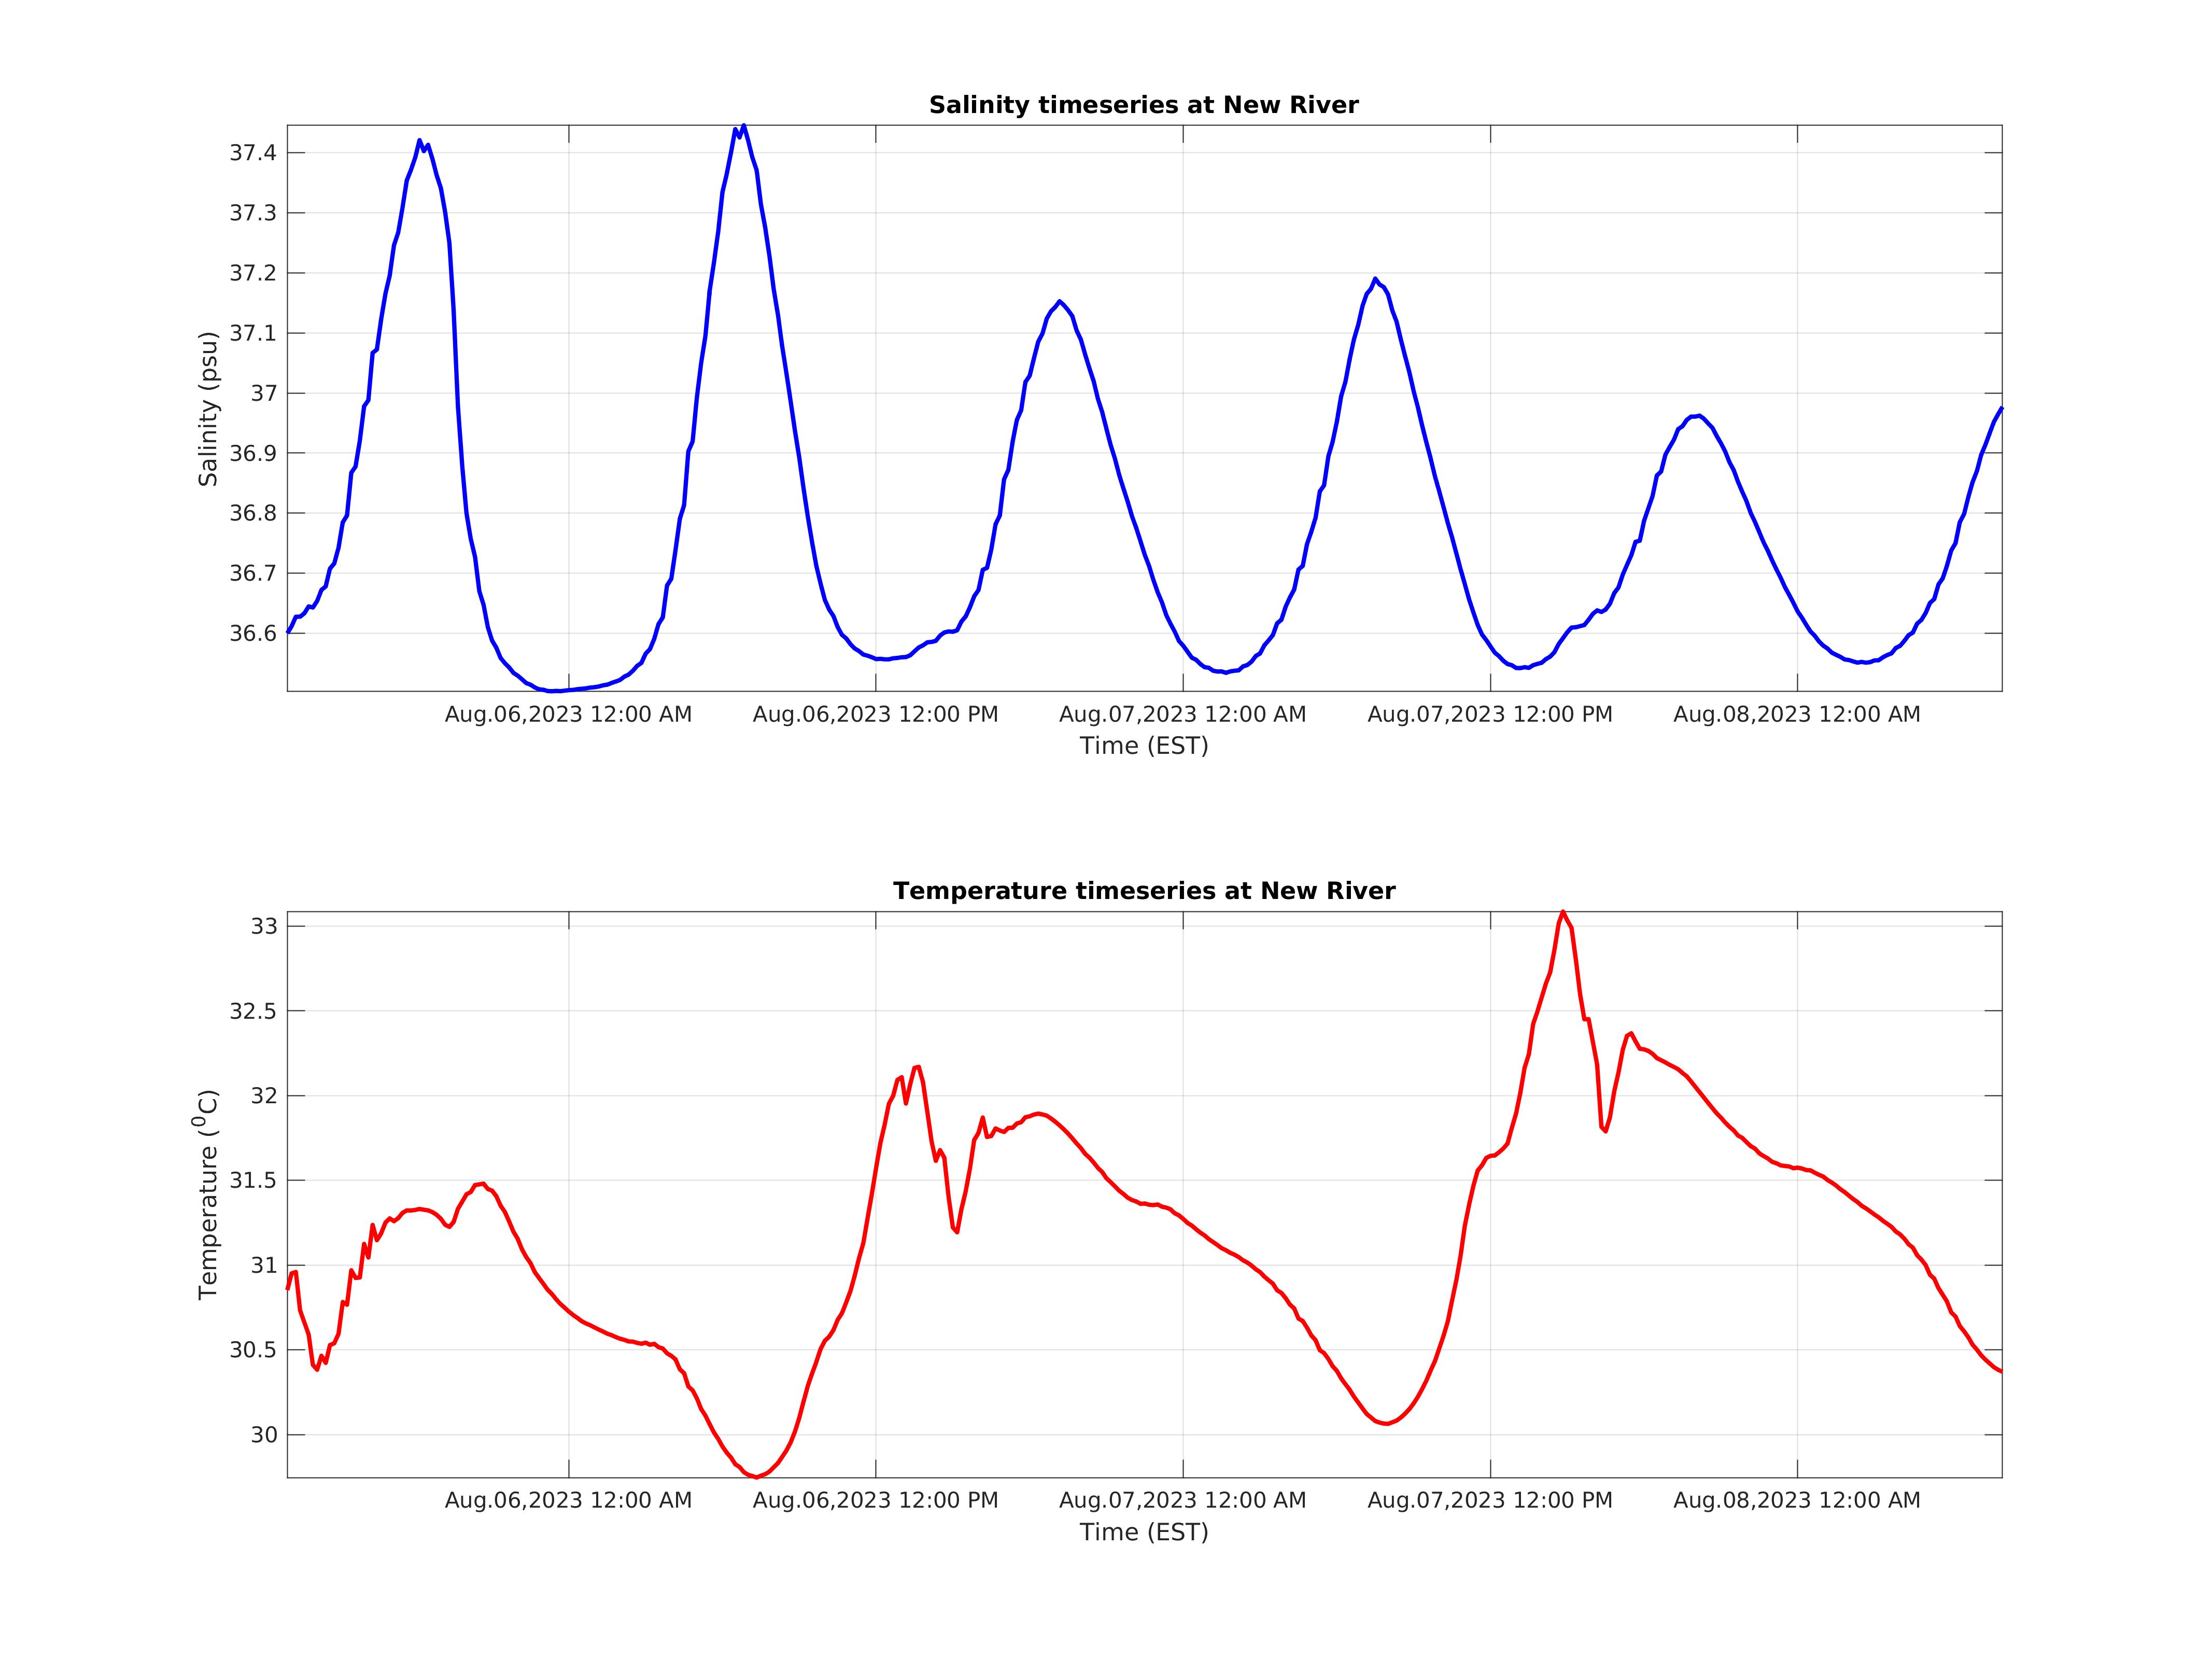 Salinity timeseries at New River
37.4
37.3
37.2
37.1
37
36.9
36.8
36.7
36.6
Salinity (psu)
Aug.06,2023 12:00 AM Aug.06,2023 12:00 PM Aug.07,2023 12:00 AM Aug.07,2023 12:00 PM Aug.08,2023 12:00 AM
Time (EST)
Temperature timeseries at New River
33
32.5
32
31.5
31
30.5
30
Temperature (⁰C)
Aug.06,2023 12:00 AM Aug.06,2023 12:00 PM Aug.07,2023 12:00 AM Aug.07,2023 12:00 PM Aug.08,2023 12:00 AM
Time (EST)